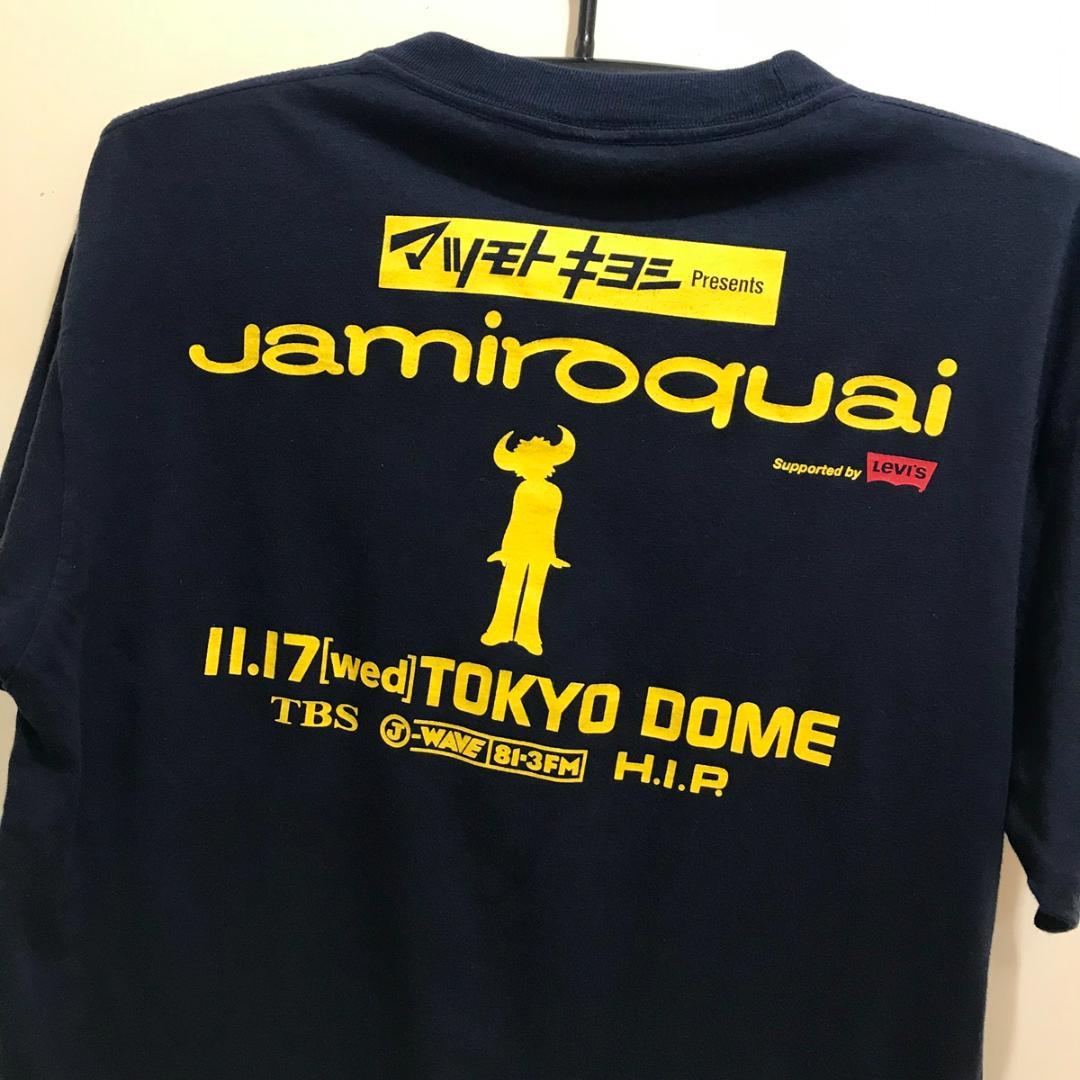 マツモトキヨシ Presents
Jamiroquai
Supported by Levi's
11.17[wed]TOKYO DOME
TBS J-WAVE 81.3FM H.I.P.